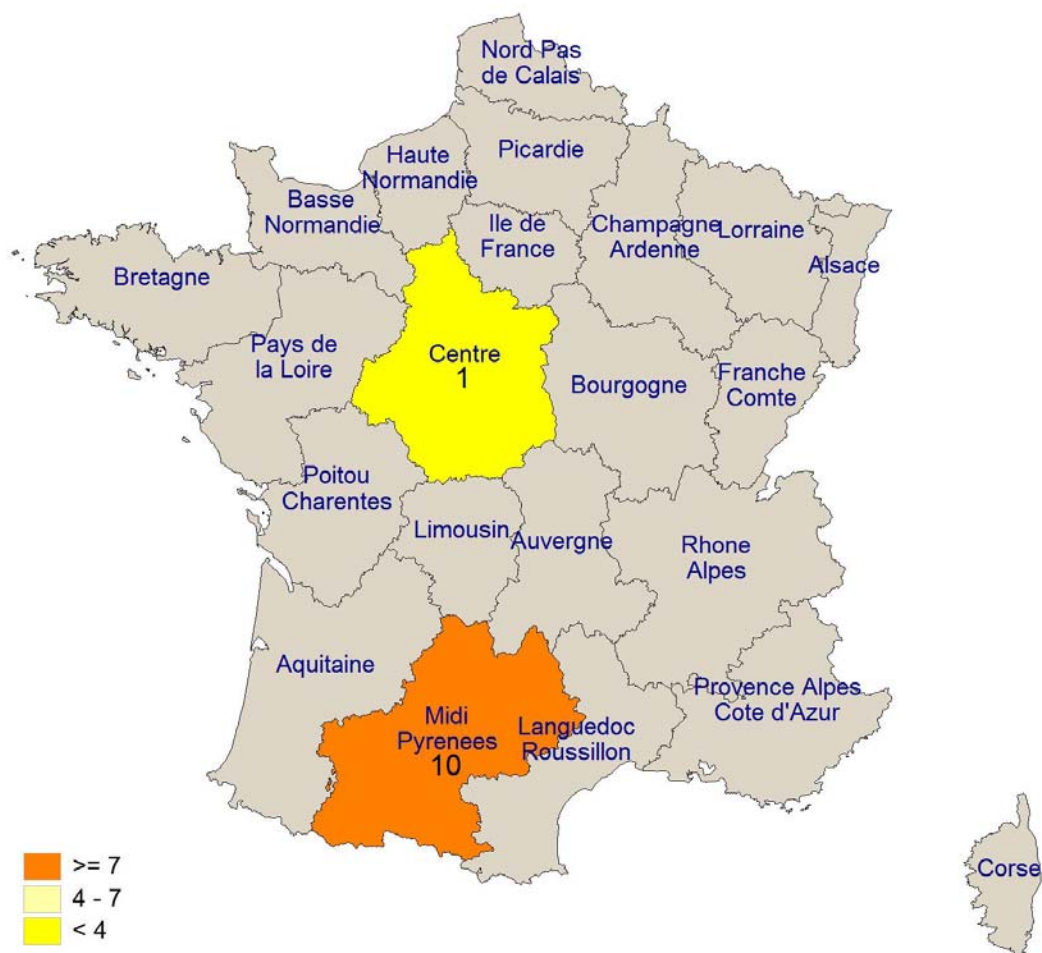 Nord Pas
de Calais
Picardie
Haute
Normandie
Basse
Normandie
Ile de
France
Champagne
Ardenne
Lorraine
Alsace
Bretagne
Pays de
la Loire
Centre
1
Bourgogne
Franche
Comte
Poitou
Charentes
Limousin
Auvergne
Rhone
Alpes
Aquitaine
Midi
Pyrenees
10
Languedoc
Roussillon
Provence Alpes
Cote d'Azur
Corse
>= 7
4 - 7
< 4